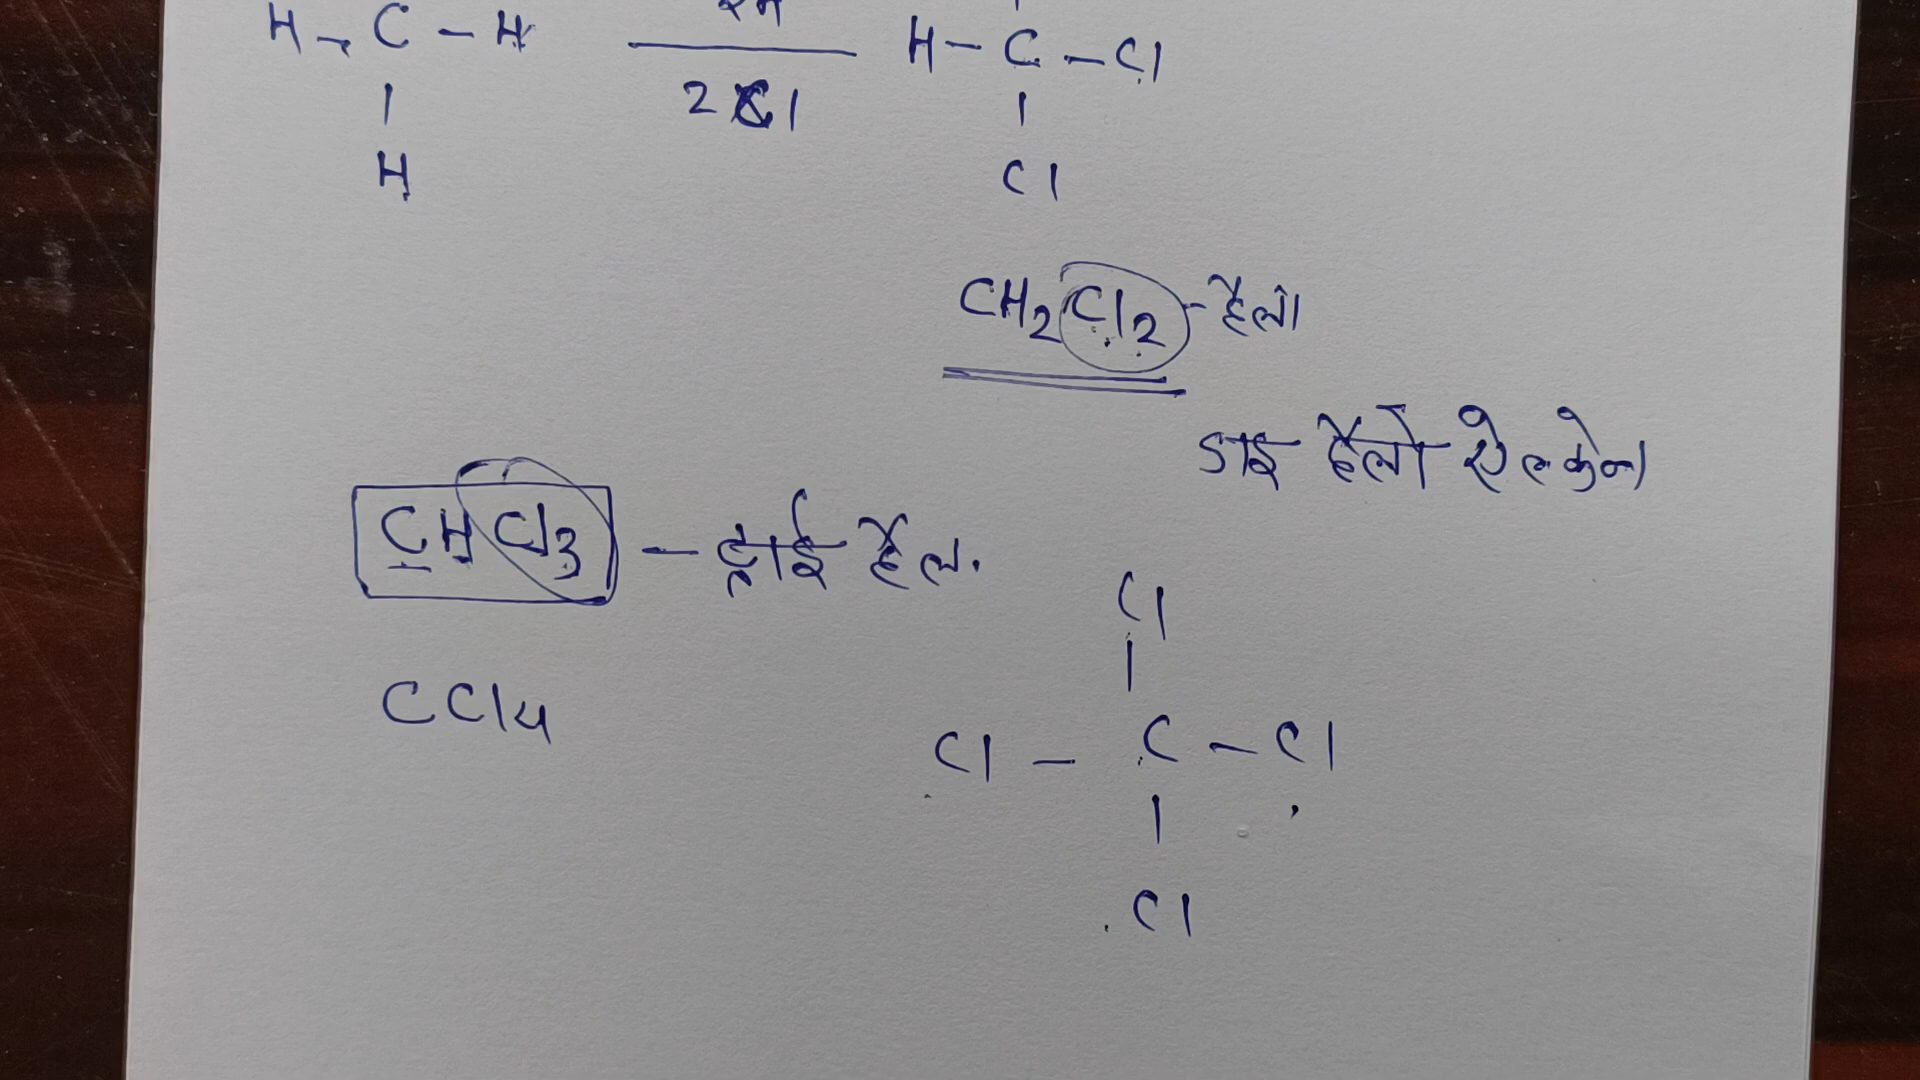 H - C - H
2Cl
H - C - Cl
|
H
|
Cl
CH2Cl2 - हैलो
डाइ हैलो ऐल्केन
CHCl3 - ट्राई हैल.
CCl4
Cl
|
Cl - C - Cl
|
Cl